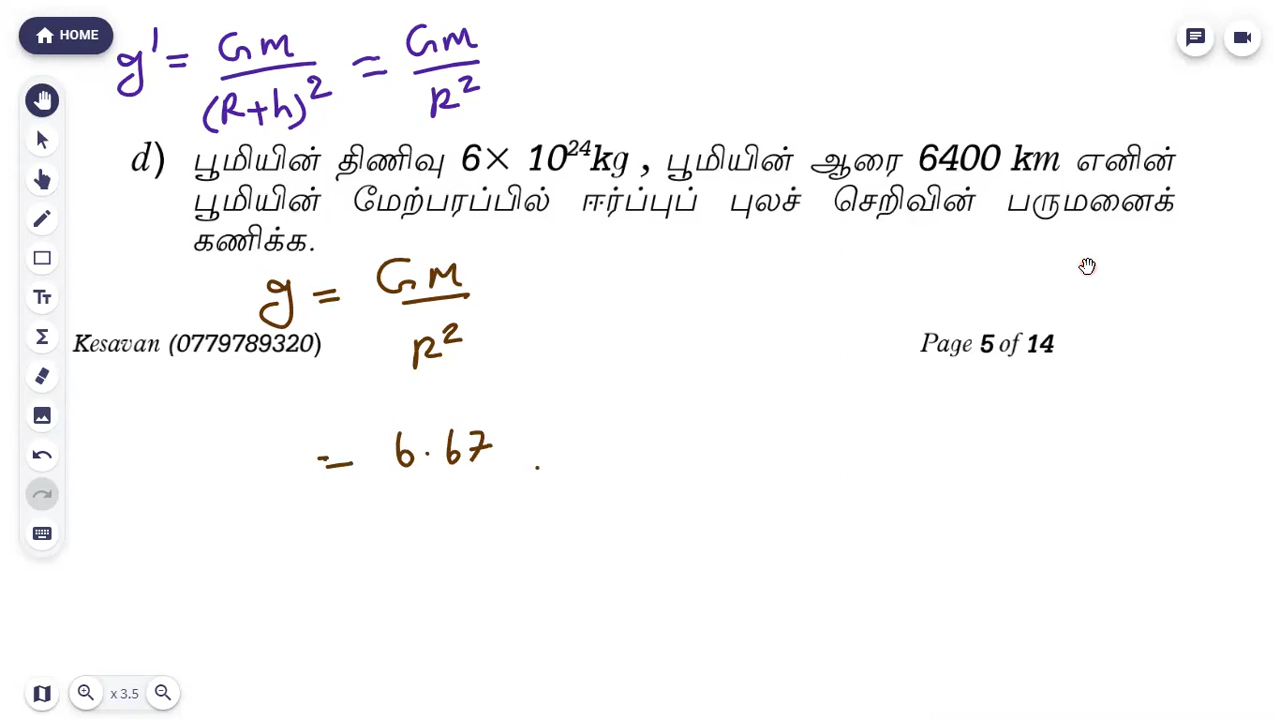 HOME
g' = GM/(R+h)² = GM/R²
d) பூமியின் திணிவு 6× 10²⁴kg , பூமியின் ஆரை 6400 km எனின்
பூமியின் மேற்பரப்பில் ஈர்ப்புப் புலச் செறிவின் பருமனைக்
கணிக்க.
g = GM/R²
Kesavan (0779789320) Page 5 of 14
= 6.67 .
Tт
Σ
x 3.5